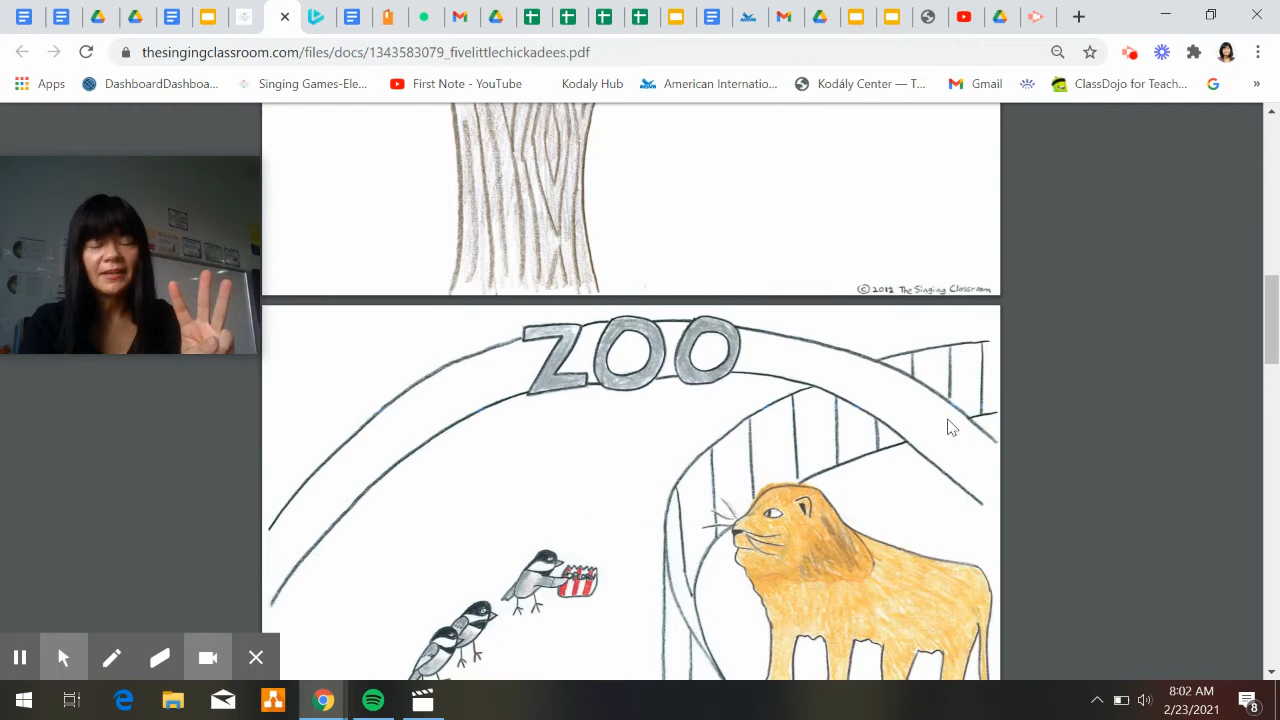 thesingingclassroom.com/files/docs/1343583079_fivelittlechickadees.pdf
Apps DashboardDashboa... Singing Games-Ele... First Note - YouTube Kodaly Hub American Internatio... Kodály Center — T... Gmail ClassDojo for Teach... »
© 2012 The Singing Classroom
ZOO
8:02 AM
2/23/2021
8